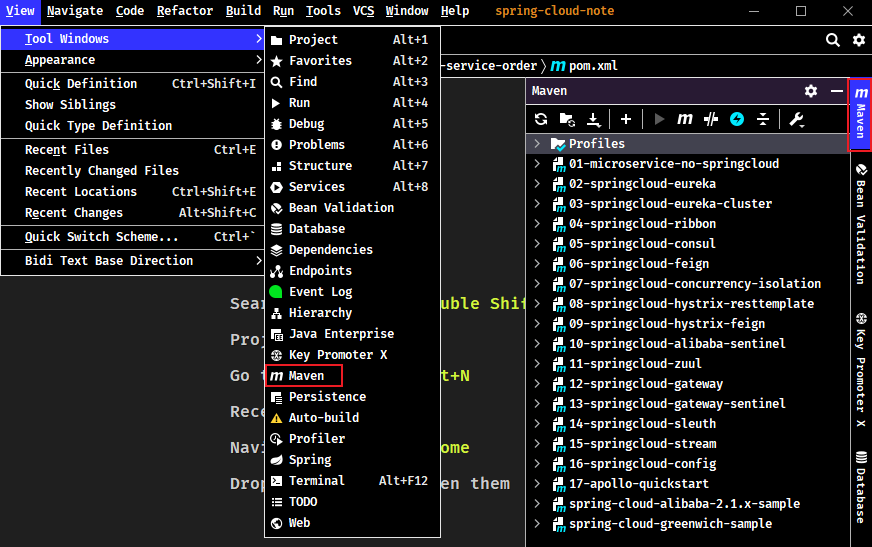 View Navigate Code Refactor Build Run Tools VCS Window Help spring-cloud-note
Tool Windows
Appearance
Quick Definition Ctrl+Shift+I
Show Siblings
Quick Type Definition
Recent Files Ctrl+E
Recently Changed Files
Recent Locations Ctrl+Shift+E
Recent Changes Alt+Shift+C
Quick Switch Scheme... Ctrl+`
Bidi Text Base Direction
Project Alt+1
Favorites Alt+2
Find Alt+3
Run Alt+4
Debug Alt+5
Problems Alt+6
Structure Alt+7
Services Alt+8
Bean Validation
Database
Dependencies
Endpoints
Event Log
Hierarchy
Java Enterprise
Key Promoter X
Maven
Persistence
Auto-build
Profiler
Spring
Terminal Alt+F12
TODO
Web
Sear uble Shif
Proj
Go t t+N
Rece
Navi ome
Drop en them
-service-order pom.xml
Maven
Profiles
01-microservice-no-springcloud
02-springcloud-eureka
03-springcloud-eureka-cluster
04-springcloud-ribbon
05-springcloud-consul
06-springcloud-feign
07-springcloud-concurrency-isolation
08-springcloud-hystrix-resttemplate
09-springcloud-hystrix-feign
10-springcloud-alibaba-sentinel
11-springcloud-zuul
12-springcloud-gateway
13-springcloud-gateway-sentinel
14-springcloud-sleuth
15-springcloud-stream
16-springcloud-config
17-apollo-quickstart
spring-cloud-alibaba-2.1.x-sample
spring-cloud-greenwich-sample
Maven
Bean Validation
Key Promoter X
Database